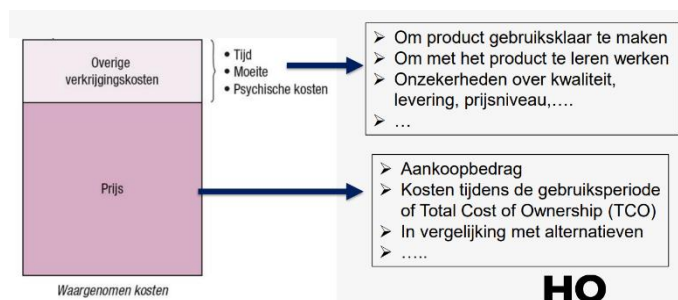 Overige
verkrijgingskosten
• Tijd
• Moeite
• Psychische kosten
➢ Om product gebruiksklaar te maken
➢ Om met het product te leren werken
➢ Onzekerheden over kwaliteit,
levering, prijsniveau,….
➢ …
Prijs
➢ Aankoopbedrag
➢ Kosten tijdens de gebruiksperiode
of Total Cost of Ownership (TCO)
➢ In vergelijking met alternatieven
➢ …..
Waargenomen kosten
HO